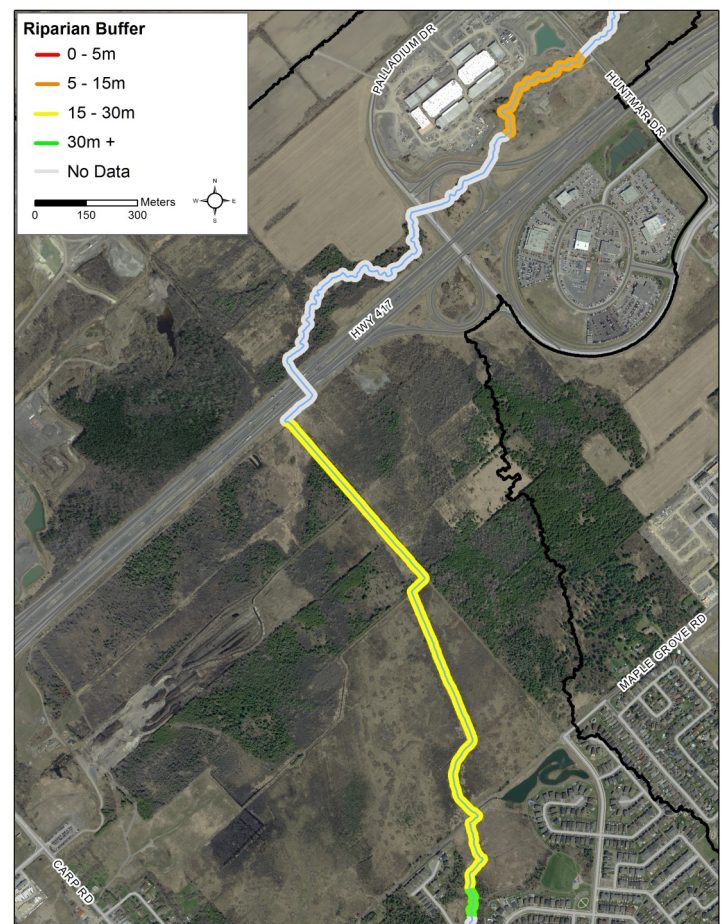 Riparian Buffer
0 - 5m
5 - 15m
15 - 30m
30m +
No Data
Meters
0 150 300
N
W E
S
PALLADIUM DR
HUNTMAR DR
HWY 417
MAPLE GROVE RD
CARP RD